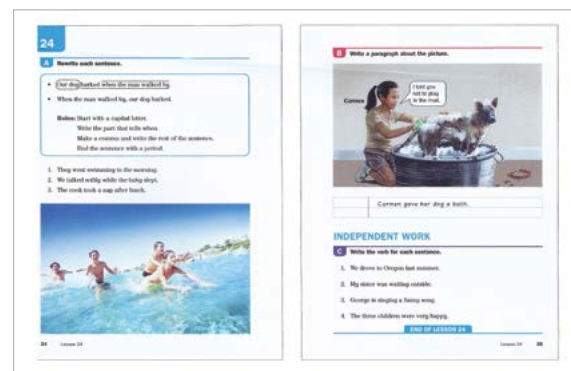 24
A Rewrite each sentence.
• Our dog barked when the man walked by.
• When the man walked by, our dog barked.
Rules: Start with a capital letter.
Write the part that tells when.
Make a comma and write the rest of the sentence.
End the sentence with a period.
1. They went swimming in the morning.
2. We talked softly while the baby slept.
3. The cook took a nap after lunch.
24 Lesson 24
B Write a paragraph about the picture.
Carmen
I told you
not to play
in the mud.
Carmen gave her dog a bath.
INDEPENDENT WORK
C Write the verb for each sentence.
1. We drove to Oregon last summer.
2. My sister was waiting outside.
3. George is singing a funny song.
4. The three children were very happy.
END OF LESSON 24
Lesson 24